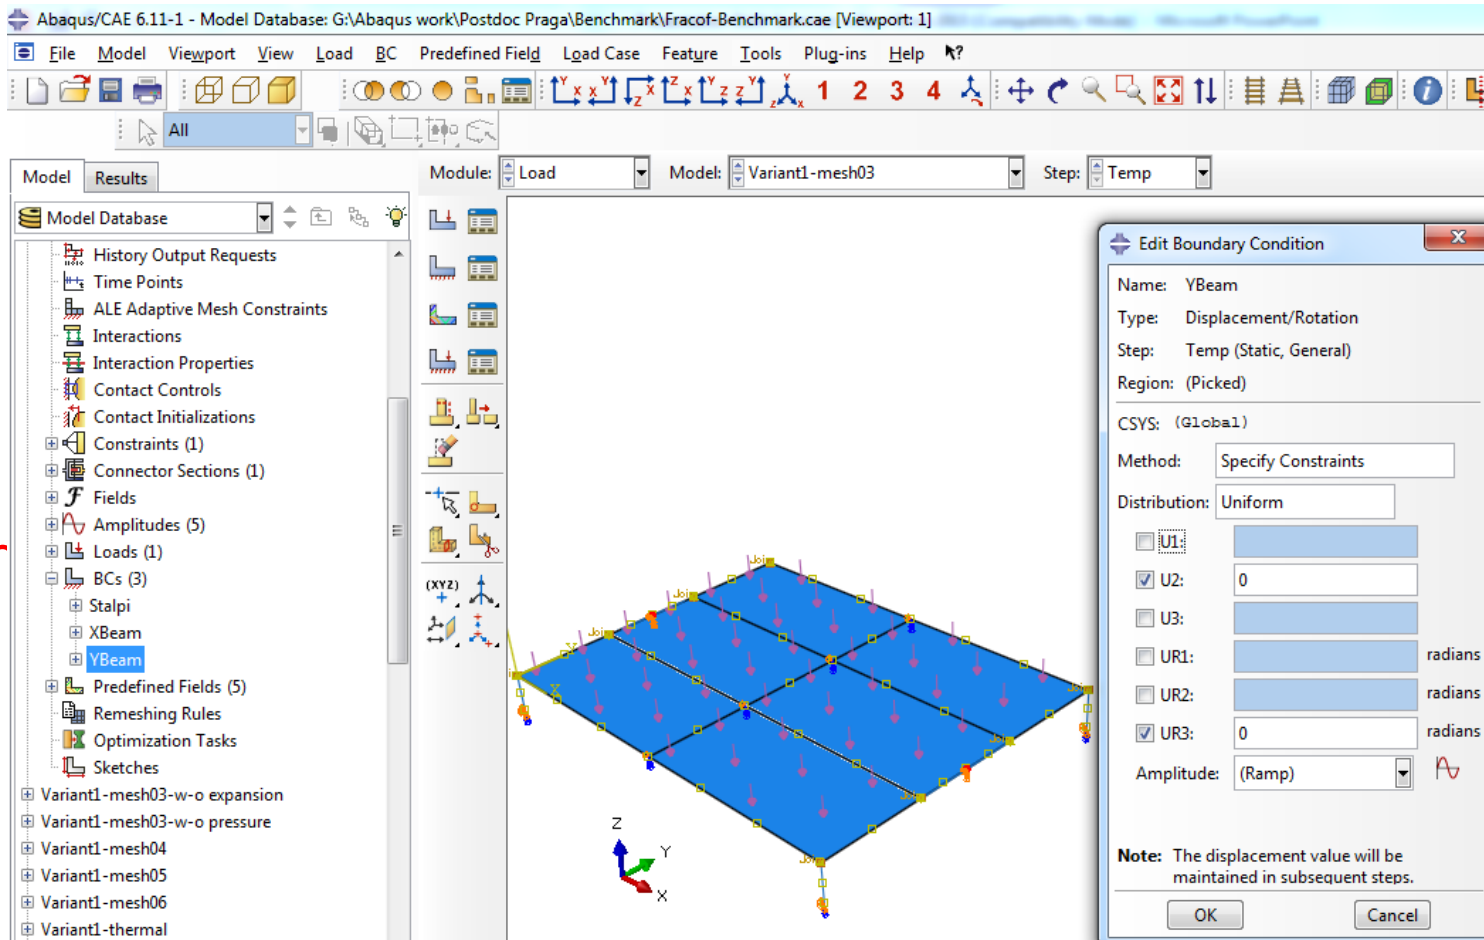 Abaqus/CAE 6.11-1 - Model Database: G:\Abaqus work\Postdoc Praga\Benchmark\Fracof-Benchmark.cae [Viewport: 1]
File Model Viewport View Load BC Predefined Field Load Case Feature Tools Plug-ins Help
1 2 3 4
All
Model Results
Module: Load Model: Variant1-mesh03 Step: Temp
Model Database
History Output Requests
Time Points
ALE Adaptive Mesh Constraints
Interactions
Interaction Properties
Contact Controls
Contact Initializations
Constraints (1)
Connector Sections (1)
Fields
Amplitudes (5)
Loads (1)
BCs (3)
Stalpi
XBeam
YBeam
Predefined Fields (5)
Remeshing Rules
Optimization Tasks
Sketches
Variant1-mesh03-w-o expansion
Variant1-mesh03-w-o pressure
Variant1-mesh04
Variant1-mesh05
Variant1-mesh06
Variant1-thermal
(XYZ)
Z
Y
X
Edit Boundary Condition
Name: YBeam
Type: Displacement/Rotation
Step: Temp (Static, General)
Region: (Picked)
CSYS: (Global)
Method: Specify Constraints
Distribution: Uniform
U1:
U2: 0
U3:
UR1: radians
UR2: radians
UR3: 0 radians
Amplitude: (Ramp)
Note: The displacement value will be
maintained in subsequent steps.
OK Cancel